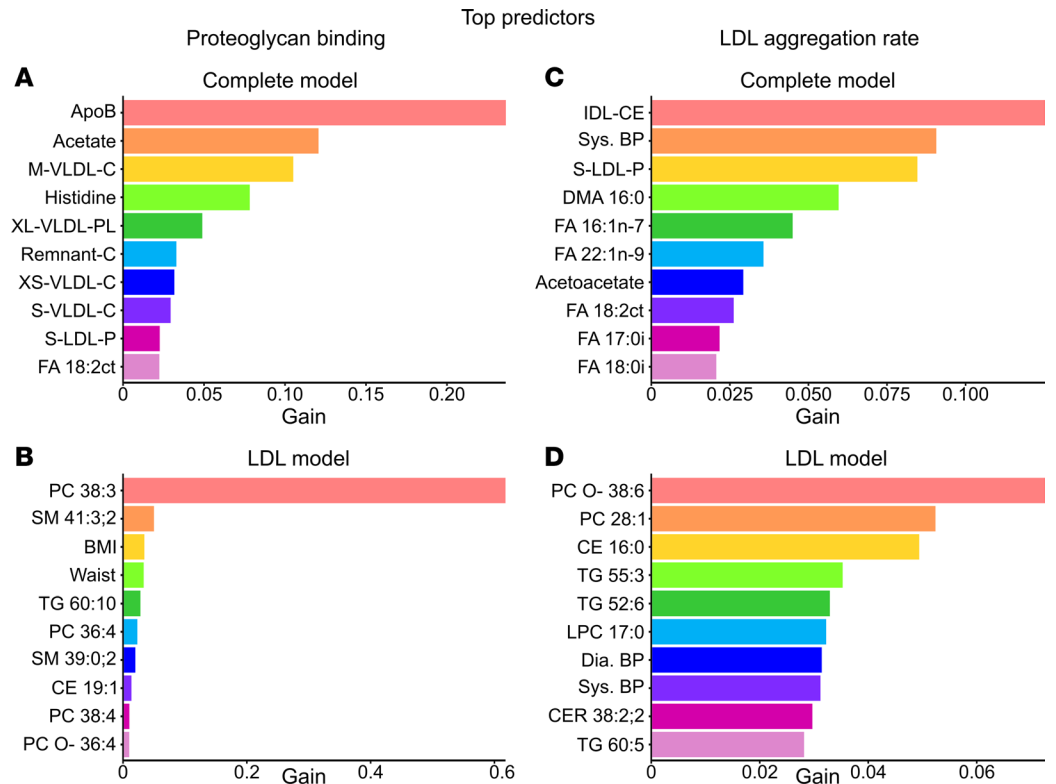 Top predictors
Proteoglycan binding
LDL aggregation rate
A
Complete model
ApoB
Acetate
M-VLDL-C
Histidine
XL-VLDL-PL
Remnant-C
XS-VLDL-C
S-VLDL-C
S-LDL-P
FA 18:2ct
0 0.05 0.10 0.15 0.20
Gain
C
Complete model
IDL-CE
Sys. BP
S-LDL-P
DMA 16:0
FA 16:1n-7
FA 22:1n-9
Acetoacetate
FA 18:2ct
FA 17:0i
FA 18:0i
0 0.025 0.050 0.075 0.100
Gain
B
LDL model
PC 38:3
SM 41:3;2
BMI
Waist
TG 60:10
PC 36:4
SM 39:0;2
CE 19:1
PC 38:4
PC O- 36:4
0 0.2 0.4 0.6
Gain
D
LDL model
PC O- 38:6
PC 28:1
CE 16:0
TG 55:3
TG 52:6
LPC 17:0
Dia. BP
Sys. BP
CER 38:2;2
TG 60:5
0 0.02 0.04 0.06
Gain